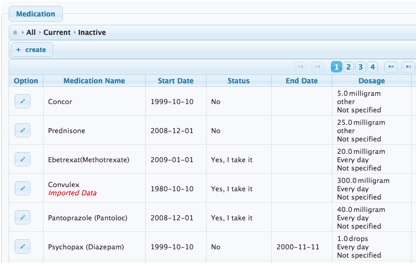 Medication
All › Current › Inactive
+ create
1 2 3 4
Option Medication Name Start Date Status End Date Dosage
Concor 1999-10-10 No 5.0 milligram
other
Not specified
Prednisone 2008-12-01 No 25.0 milligram
other
Not specified
Ebetrexat(Methotrexate) 2009-01-01 Yes, I take it 20.0 milligram
Every day
Not specified
Convulex 1980-10-10 Yes, I take it 300.0 milligram
Imported Data Every day
Not specified
Pantoprazole (Pantoloc) 2008-12-01 Yes, I take it 40.0 milligram
Every day
Not specified
Psychopax (Diazepam) 1999-10-10 No 2000-11-11 1.0 drops
Every day
Not specified